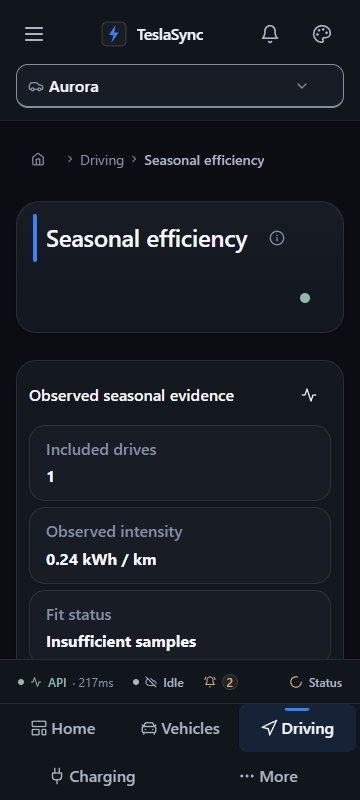 TeslaSync
Aurora
Driving Seasonal efficiency
Seasonal efficiency
Observed seasonal evidence
Included drives
1
Observed intensity
0.24 kWh / km
Fit status
Insufficient samples
API · 217ms Idle 2 Status
Home Vehicles Driving
Charging More